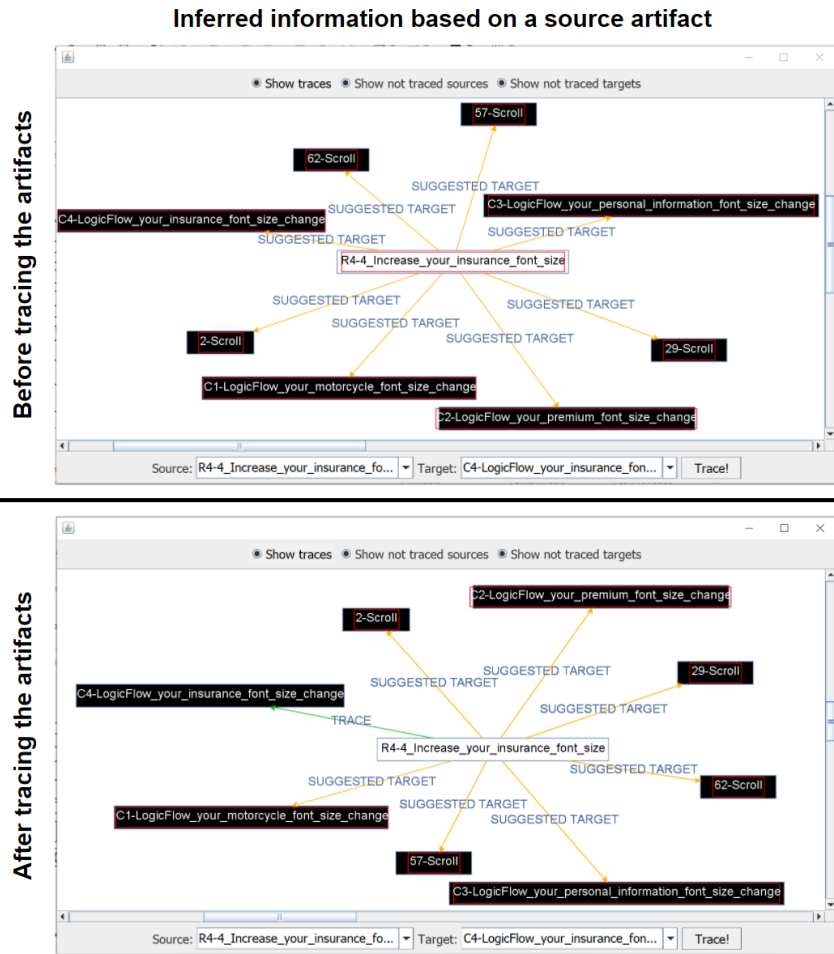 Inferred information based on a source artifact
Before tracing the artifacts
Show traces Show not traced sources Show not traced targets
57-Scroll
62-Scroll
SUGGESTED TARGET
C3-LogicFlow_your_personal_information_font_size_change
SUGGESTED TARGET
C4-LogicFlow_your_insurance_font_size_change
SUGGESTED TARGET
SUGGESTED TARGET
R4-4_Increase_your_insurance_font_size
SUGGESTED TARGET
SUGGESTED TARGET
SUGGESTED TARGET
SUGGESTED TARGET
2-Scroll
29-Scroll
C1-LogicFlow_your_motorcycle_font_size_change
C2-LogicFlow_your_premium_font_size_change
Source: R4-4_Increase_your_insurance_fo... Target: C4-LogicFlow_your_insurance_fon... Trace!
After tracing the artifacts
Show traces Show not traced sources Show not traced targets
C2-LogicFlow_your_premium_font_size_change
2-Scroll
SUGGESTED TARGET
29-Scroll
SUGGESTED TARGET
C4-LogicFlow_your_insurance_font_size_change
SUGGESTED TARGET
TRACE
R4-4_Increase_your_insurance_font_size
SUGGESTED TARGET
SUGGESTED TARGET
62-Scroll
SUGGESTED TARGET
C1-LogicFlow_your_motorcycle_font_size_change
SUGGESTED TARGET
57-Scroll
C3-LogicFlow_your_personal_information_font_size_change
Source: R4-4_Increase_your_insurance_fo... Target: C4-LogicFlow_your_insurance_fon... Trace!